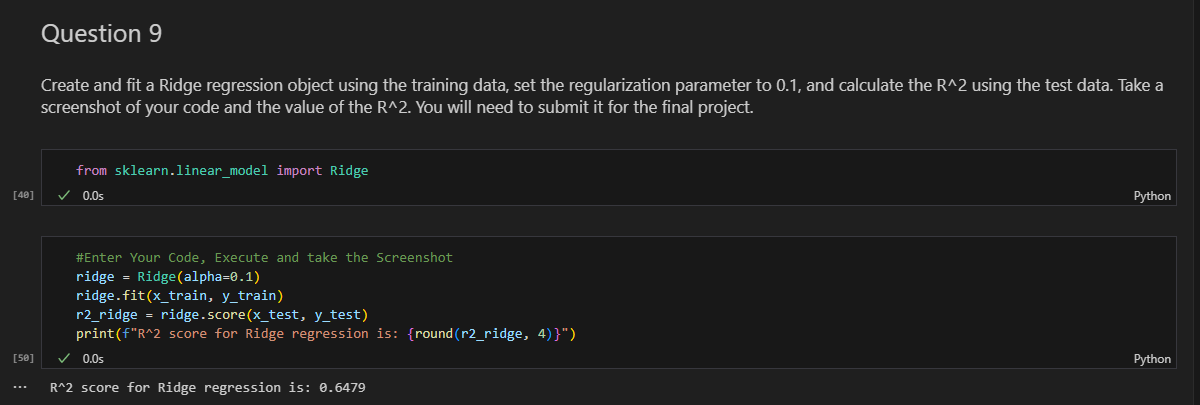 Question 9
Create and fit a Ridge regression object using the training data, set the regularization parameter to 0.1, and calculate the R^2 using the test data. Take a
screenshot of your code and the value of the R^2. You will need to submit it for the final project.
from sklearn.linear_model import Ridge
[40] ✓ 0.0s Python
#Enter Your Code, Execute and take the Screenshot
ridge = Ridge(alpha=0.1)
ridge.fit(x_train, y_train)
r2_ridge = ridge.score(x_test, y_test)
print(f"R^2 score for Ridge regression is: {round(r2_ridge, 4)}")
[50] ✓ 0.0s Python
... R^2 score for Ridge regression is: 0.6479